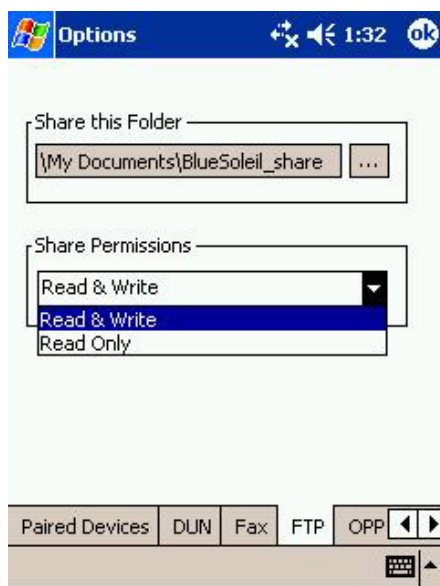 Options 1:32 ok
Share this Folder
\My Documents\BlueSoleil_share ...
Share Permissions
Read & Write
Read & Write
Read Only
Paired Devices DUN Fax FTP OPP